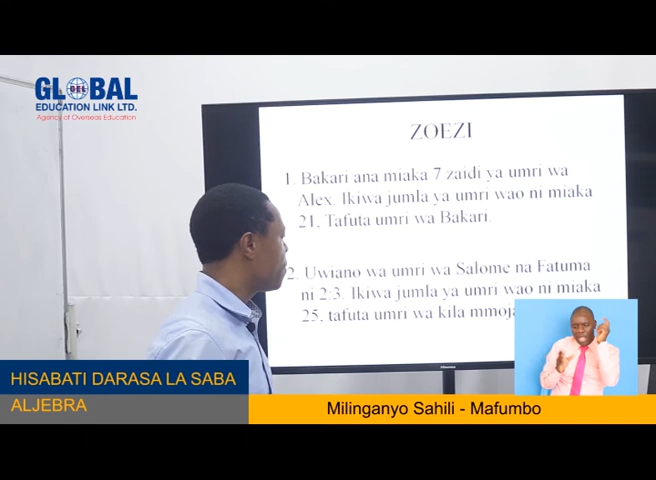 GLOBAL
GEL
EDUCATION LINK LTD.
Agency of Overseas Education
ZOEZI
1. Bakari ana miaka 7 zaidi ya umri wa
Alex. Ikiwa jumla ya umri wao ni miaka
21, Tafuta umri wa Bakari.
2. Uwiano wa umri wa Salome na Fatuma
ni 2:3. Ikiwa jumla ya umri wao ni miaka
25, tafuta umri wa kila mmoja
HISABATI DARASA LA SABA
ALJEBRA
Milinganyo Sahili - Mafumbo